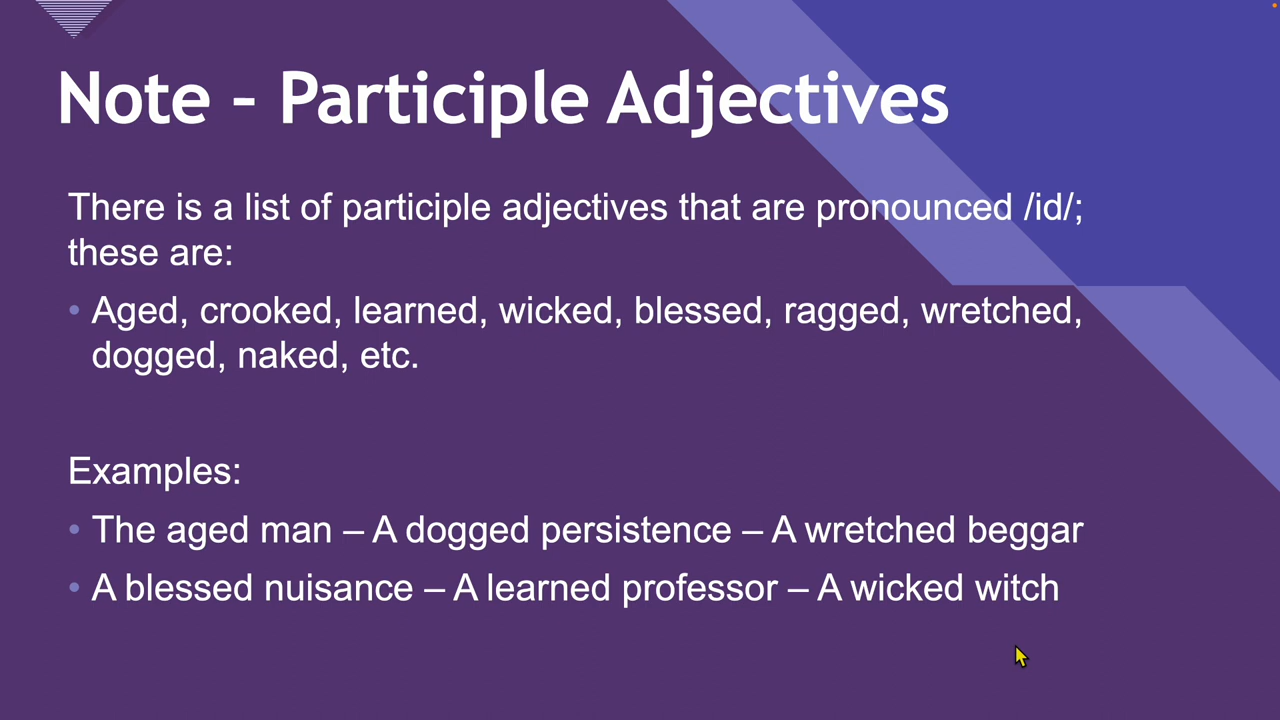 Note – Participle Adjectives
There is a list of participle adjectives that are pronounced /id/;
these are:
• Aged, crooked, learned, wicked, blessed, ragged, wretched,
dogged, naked, etc.
Examples:
• The aged man – A dogged persistence – A wretched beggar
• A blessed nuisance – A learned professor – A wicked witch